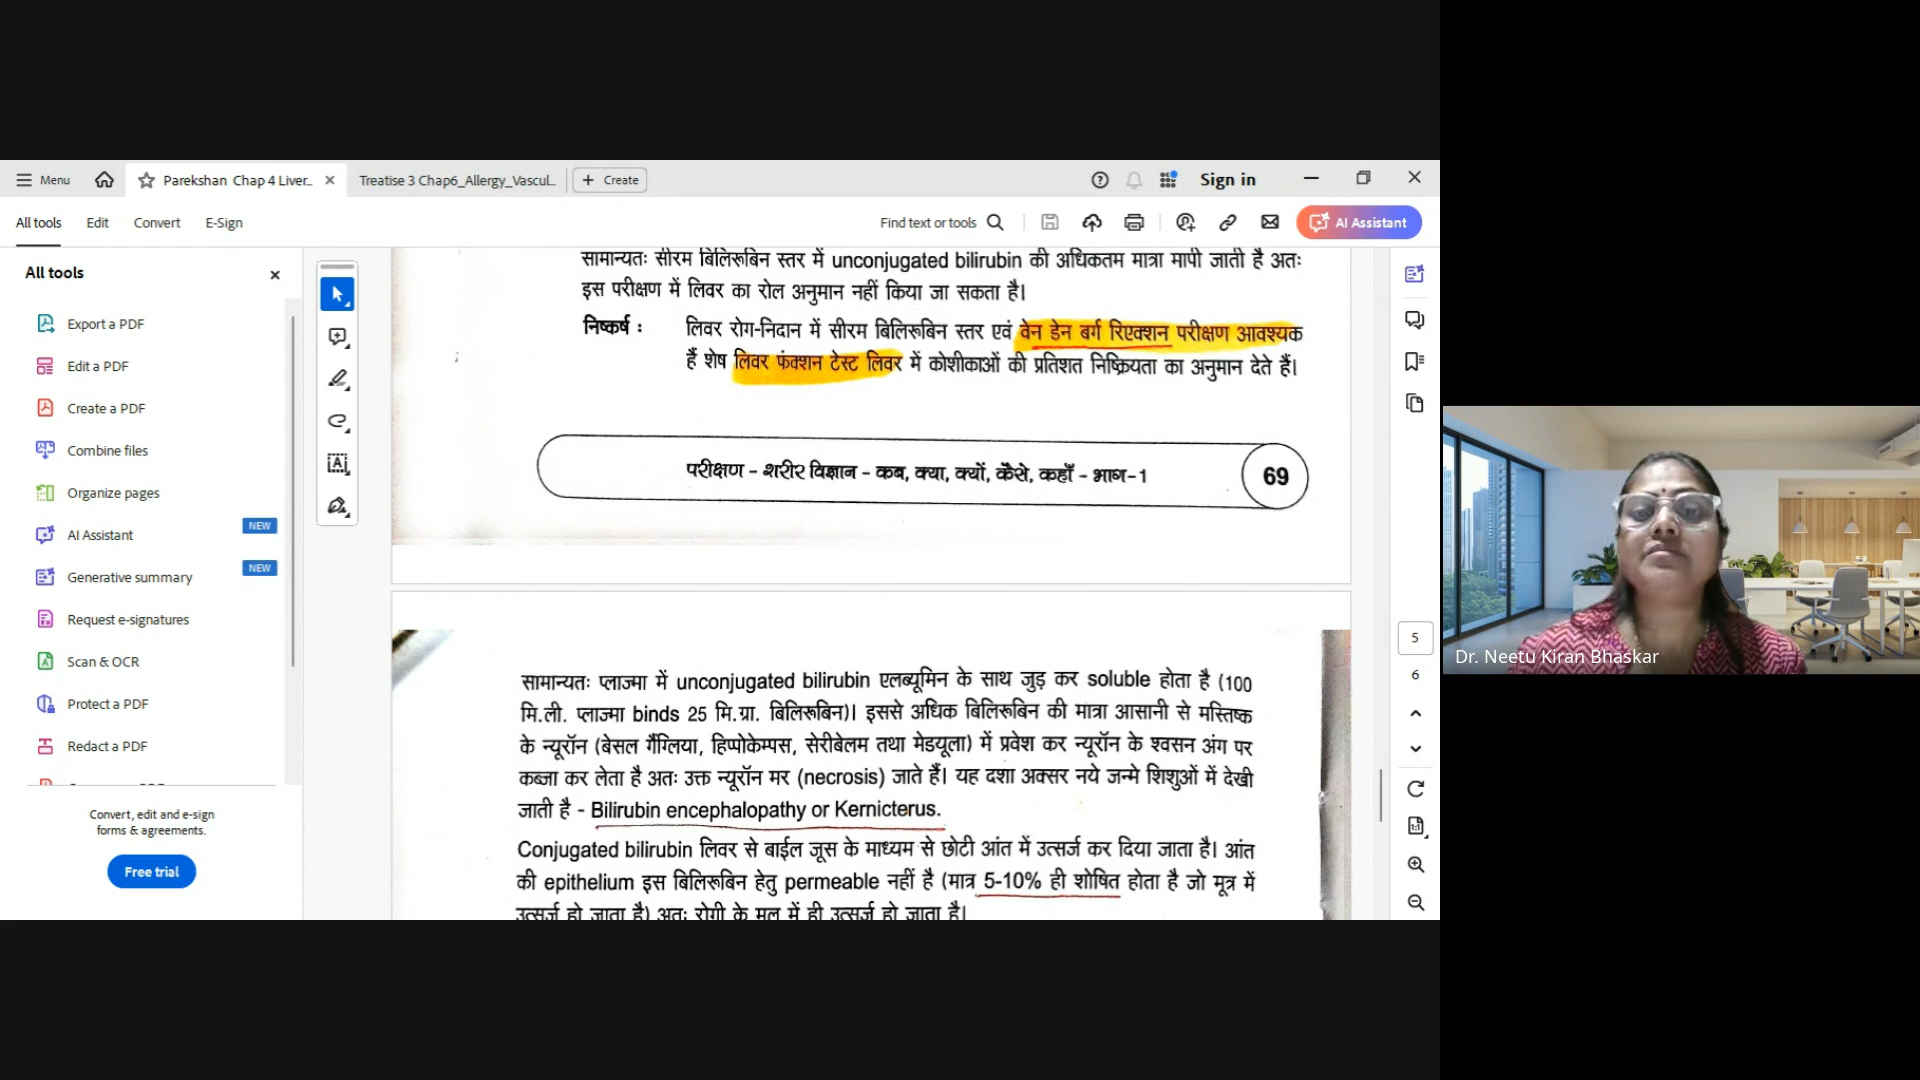 Menu
Parekshan Chap 4 Liver...
Treatise 3 Chap6_Allergy_Vascul...
Create
Sign in
All tools
Edit
Convert
E-Sign
Find text or tools
AI Assistant
All tools
Export a PDF
Edit a PDF
Create a PDF
Combine files
Organize pages
AI Assistant
NEW
Generative summary
NEW
Request e-signatures
Scan & OCR
Protect a PDF
Redact a PDF
Convert, edit and e-sign
forms & agreements.
Free trial
सामान्यतः सीरम बिलिरूबिन स्तर में unconjugated bilirubin की अधिकतम मात्रा मापी जाती है अतः
इस परीक्षण में लिवर का रोल अनुमान नहीं किया जा सकता है।
निष्कर्ष : लिवर रोग-निदान में सीरम बिलिरूबिन स्तर एवं वेन डेन बर्ग रिएक्शन परीक्षण आवश्यक
हैं शेष लिवर फंक्शन टेस्ट लिवर में कोशीकाओं की प्रतिशत निष्क्रियता का अनुमान देते हैं।
परीक्षण - शरीर विज्ञान - कब, क्या, क्यों, कैसे, कहाँ - भाग-1
69
सामान्यतः प्लाज्मा में unconjugated bilirubin एलब्यूमिन के साथ जुड़ कर soluble होता है (100
मि.ली. प्लाज्मा binds 25 मि.ग्रा. बिलिरूबिन)। इससे अधिक बिलिरूबिन की मात्रा आसानी से मस्तिष्क
के न्यूरॉन (बेसल गैंग्लिया, हिप्पोकेम्पस, सेरीबेलम तथा मेडयूला) में प्रवेश कर न्यूरॉन के श्वसन अंग पर
कब्जा कर लेता है अतः उक्त न्यूरॉन मर (necrosis) जाते हैं। यह दशा अक्सर नये जन्मे शिशुओं में देखी
जाती है - Bilirubin encephalopathy or Kernicterus.
Conjugated bilirubin लिवर से बाईल जूस के माध्यम से छोटी आंत में उत्सर्ज कर दिया जाता है। आंत
की epithelium इस बिलिरूबिन हेतु permeable नहीं है (मात्र 5-10% ही शोषित होता है जो मूत्र में
उत्सर्ज हो जाता है) अतः रोगी के मल में ही उत्सर्ज हो जाता है।
5
6
Dr. Neetu Kiran Bhaskar